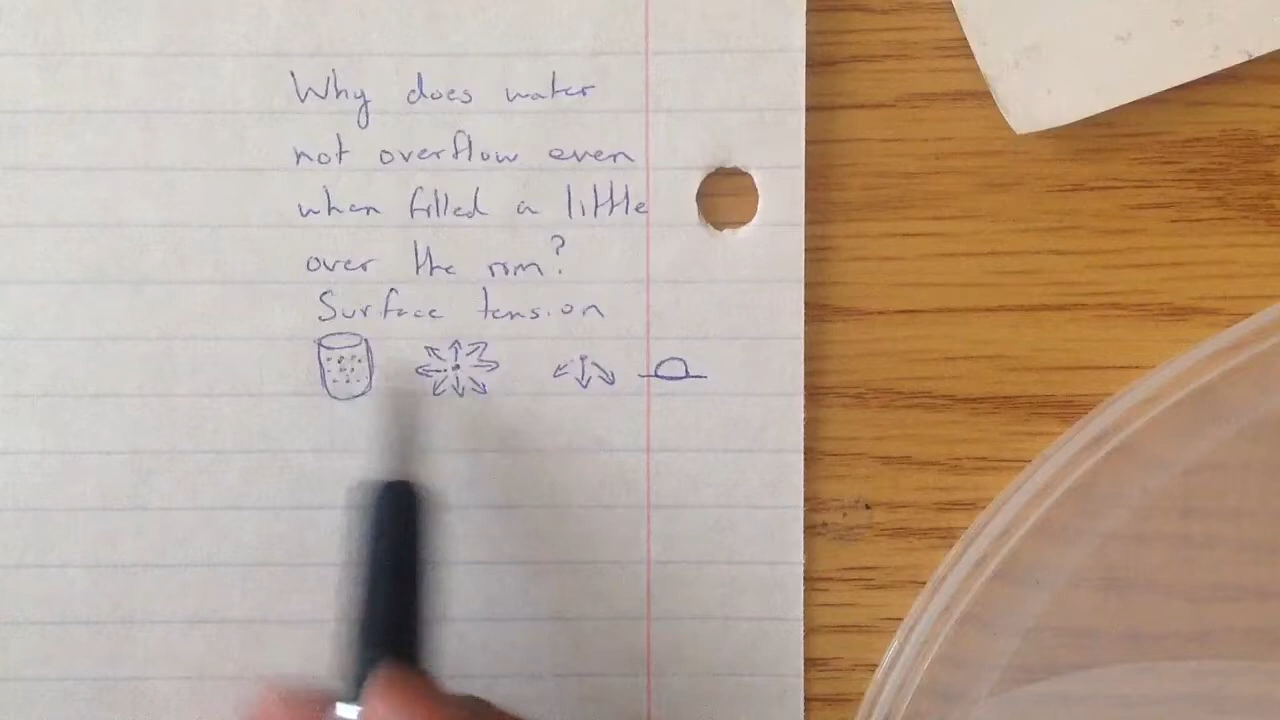 Why does water
not overflow even
when filled a little
over the rim?
Surface tension